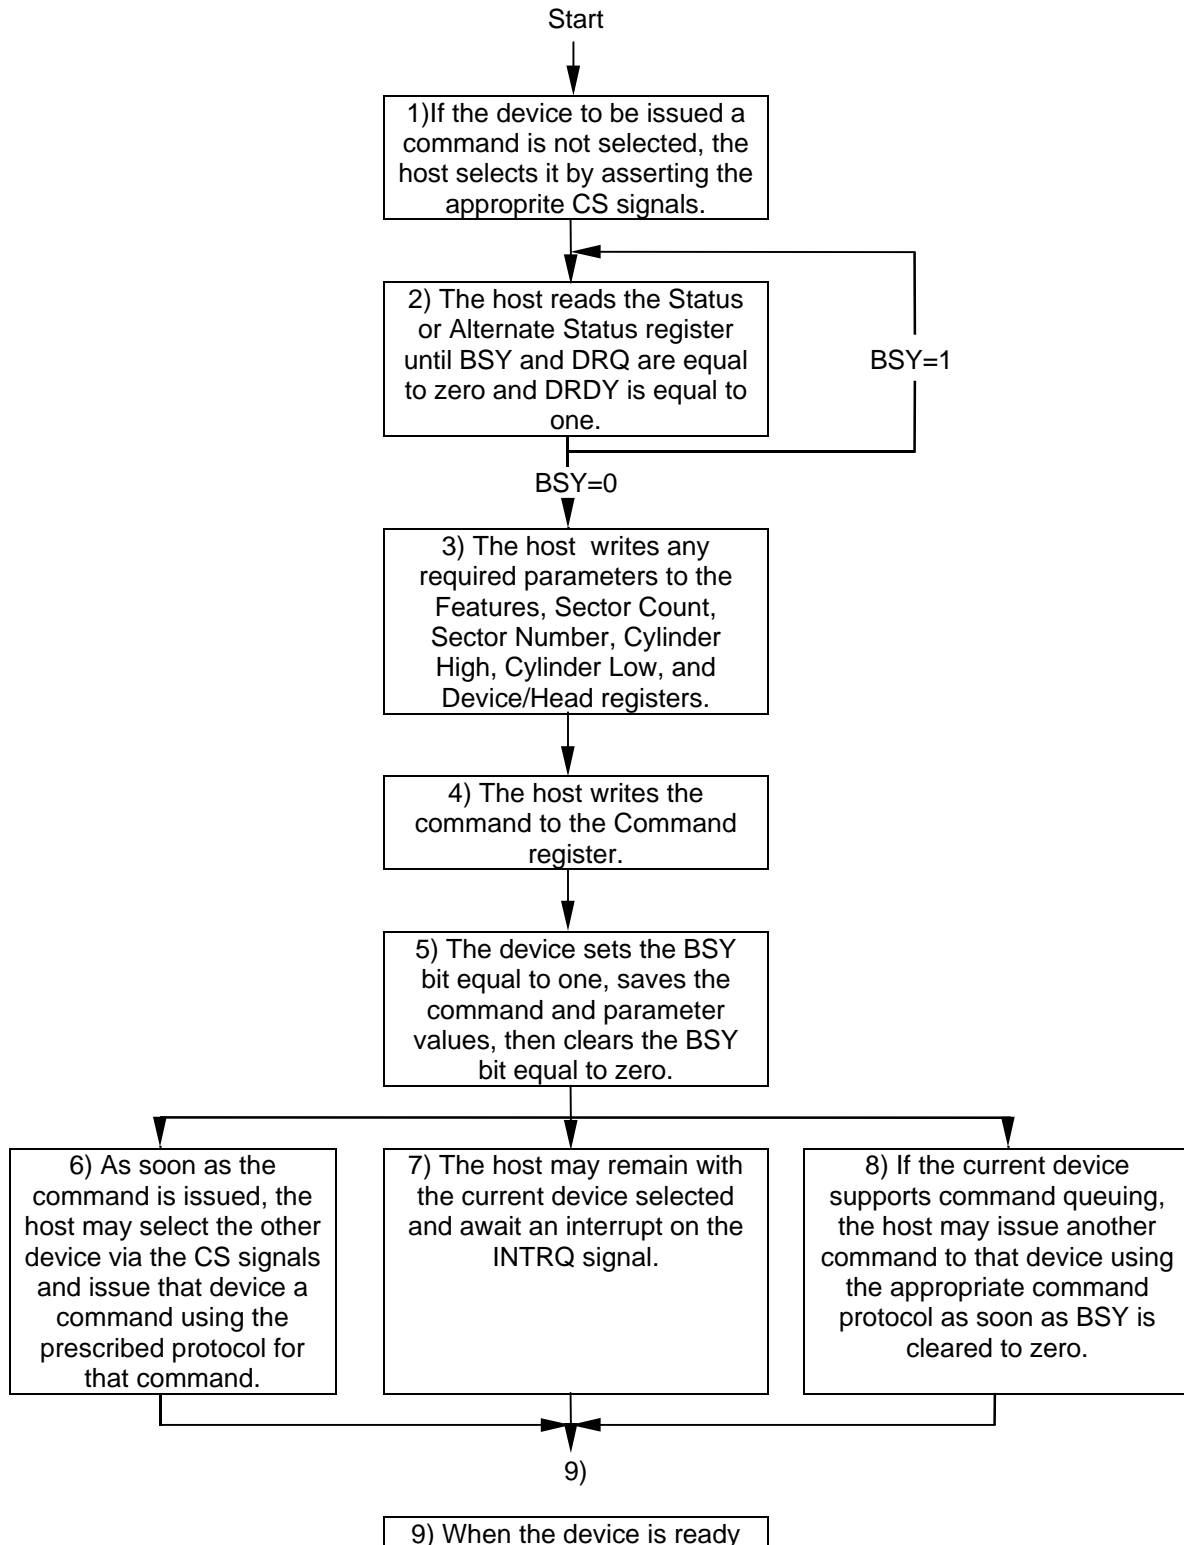 Start
1)If the device to be issued a
command is not selected, the
host selects it by asserting the
approprite CS signals.
2) The host reads the Status
or Alternate Status register
until BSY and DRQ are equal
to zero and DRDY is equal to
one.
BSY=1
BSY=0
3) The host writes any
required parameters to the
Features, Sector Count,
Sector Number, Cylinder
High, Cylinder Low, and
Device/Head registers.
4) The host writes the
command to the Command
register.
5) The device sets the BSY
bit equal to one, saves the
command and parameter
values, then clears the BSY
bit equal to zero.
6) As soon as the
command is issued, the
host may select the other
device via the CS signals
and issue that device a
command using the
prescribed protocol for
that command.
7) The host may remain with
the current device selected
and await an interrupt on the
INTRQ signal.
8) If the current device
supports command queuing,
the host may issue another
command to that device using
the appropriate command
protocol as soon as BSY is
cleared to zero.
9)
9) When the device is ready